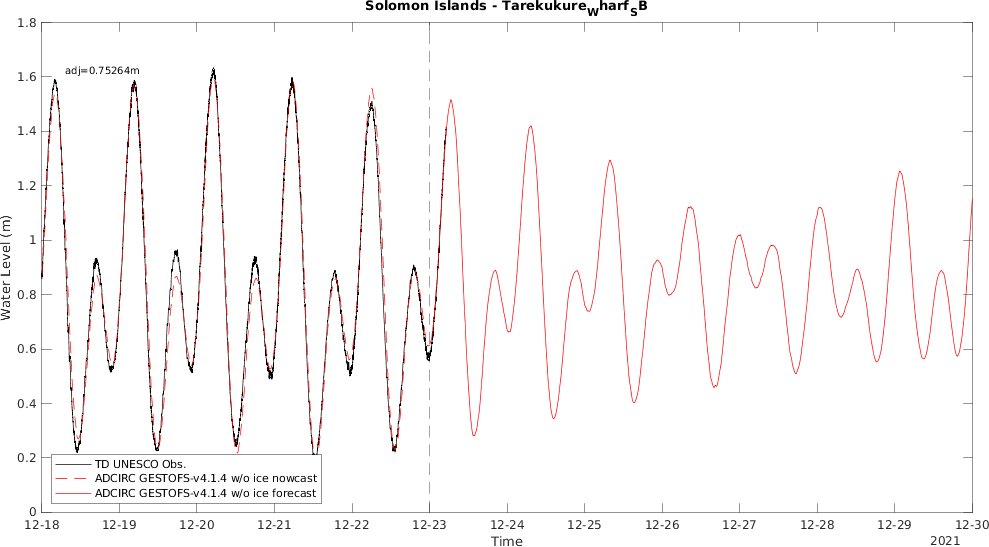 Solomon Islands - TarekukureWharfSB
adj=0.75264m
Water Level (m)
1.8
1.6
1.4
1.2
1
0.8
0.6
0.4
0.2
0
TD UNESCO Obs.
ADCIRC GESTOFS-v4.1.4 w/o ice nowcast
ADCIRC GESTOFS-v4.1.4 w/o ice forecast
12-18 12-19 12-20 12-21 12-22 12-23 12-24 12-25 12-26 12-27 12-28 12-29 12-30
Time
2021